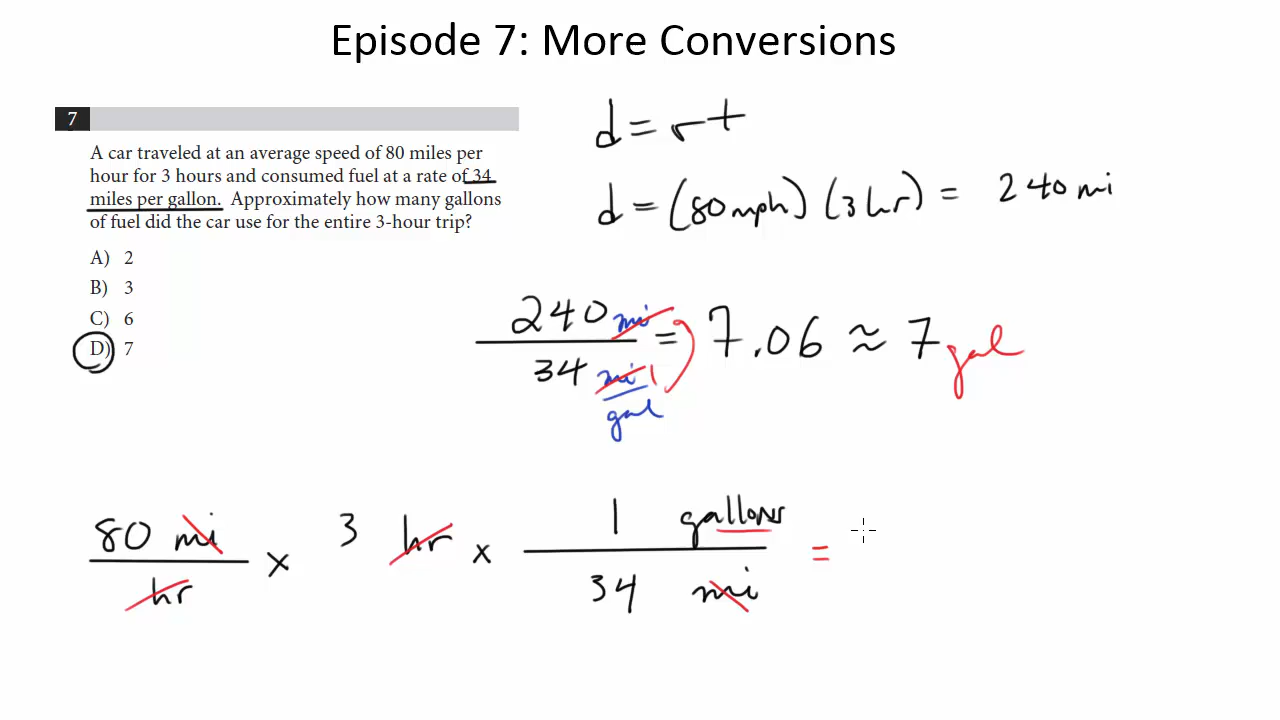 Episode 7: More Conversions
7
A car traveled at an average speed of 80 miles per
hour for 3 hours and consumed fuel at a rate of 34
miles per gallon. Approximately how many gallons
of fuel did the car use for the entire 3-hour trip?
A) 2
B) 3
C) 6
D) 7
d = rt
d = (80 mph) (3 hr) = 240 mi
240 mi
= 7.06 ≈ 7 gal
34 mi 1
gal
80 mi
hr
× 3 hr ×
1 gallons
34 mi
=